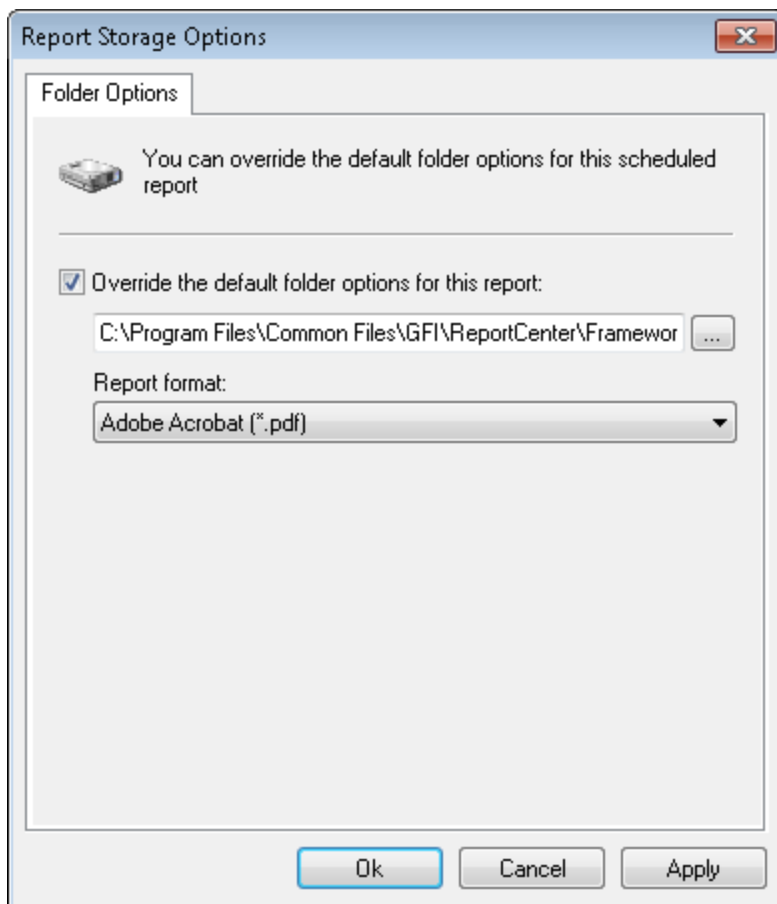 Report Storage Options
Folder Options
You can override the default folder options for this scheduled
report
Override the default folder options for this report:
C:\Program Files\Common Files\GFI\ReportCenter\Framewor
...
Report format:
Adobe Acrobat (*.pdf)
Ok Cancel Apply